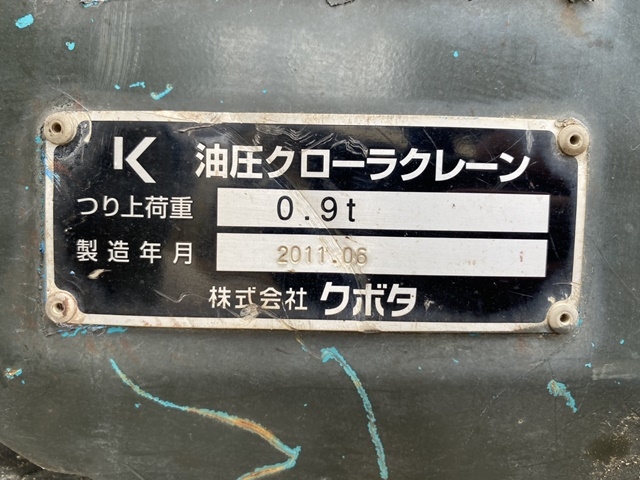 K 油圧クローラクレーン
つり上荷重 0.9t
製造年月 2011.06
株式会社 クボタ